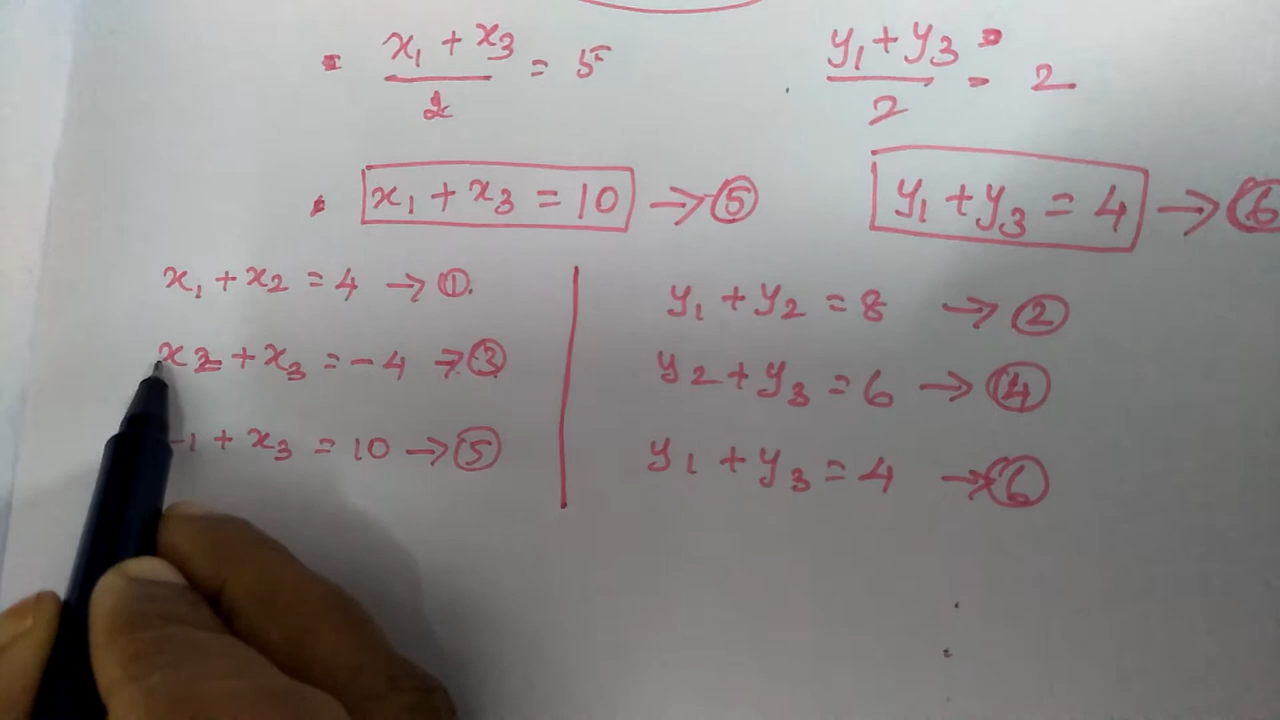 (x₁ + x₃)/2 = 5
(y₁ + y₃)/2 = 2
x₁ + x₃ = 10 → ⑤
y₁ + y₃ = 4 → ⑥
x₁ + x₂ = 4 → ①
x₂ + x₃ = -4 → ③
₁ + x₃ = 10 → ⑤
y₁ + y₂ = 8 → ②
y₂ + y₃ = 6 → ④
y₁ + y₃ = 4 → ⑥